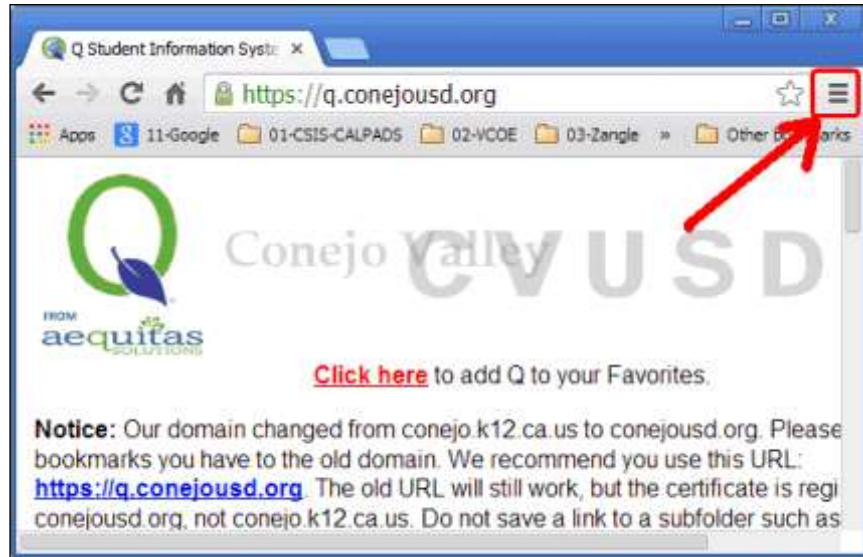 Q Student Information Syste
https://q.conejousd.org
Apps 11-Google 01-CSIS-CALPADS 02-VCOE 03-Zangle » Other bookmarks
Q
FROM
aequitas
SOLUTIONS
Conejo Valley
CVUSD
Click here to add Q to your Favorites.
Notice: Our domain changed from conejo.k12.ca.us to conejousd.org. Please
bookmarks you have to the old domain. We recommend you use this URL:
https://q.conejousd.org. The old URL will still work, but the certificate is regi
conejousd.org, not conejo.k12.ca.us. Do not save a link to a subfolder such as